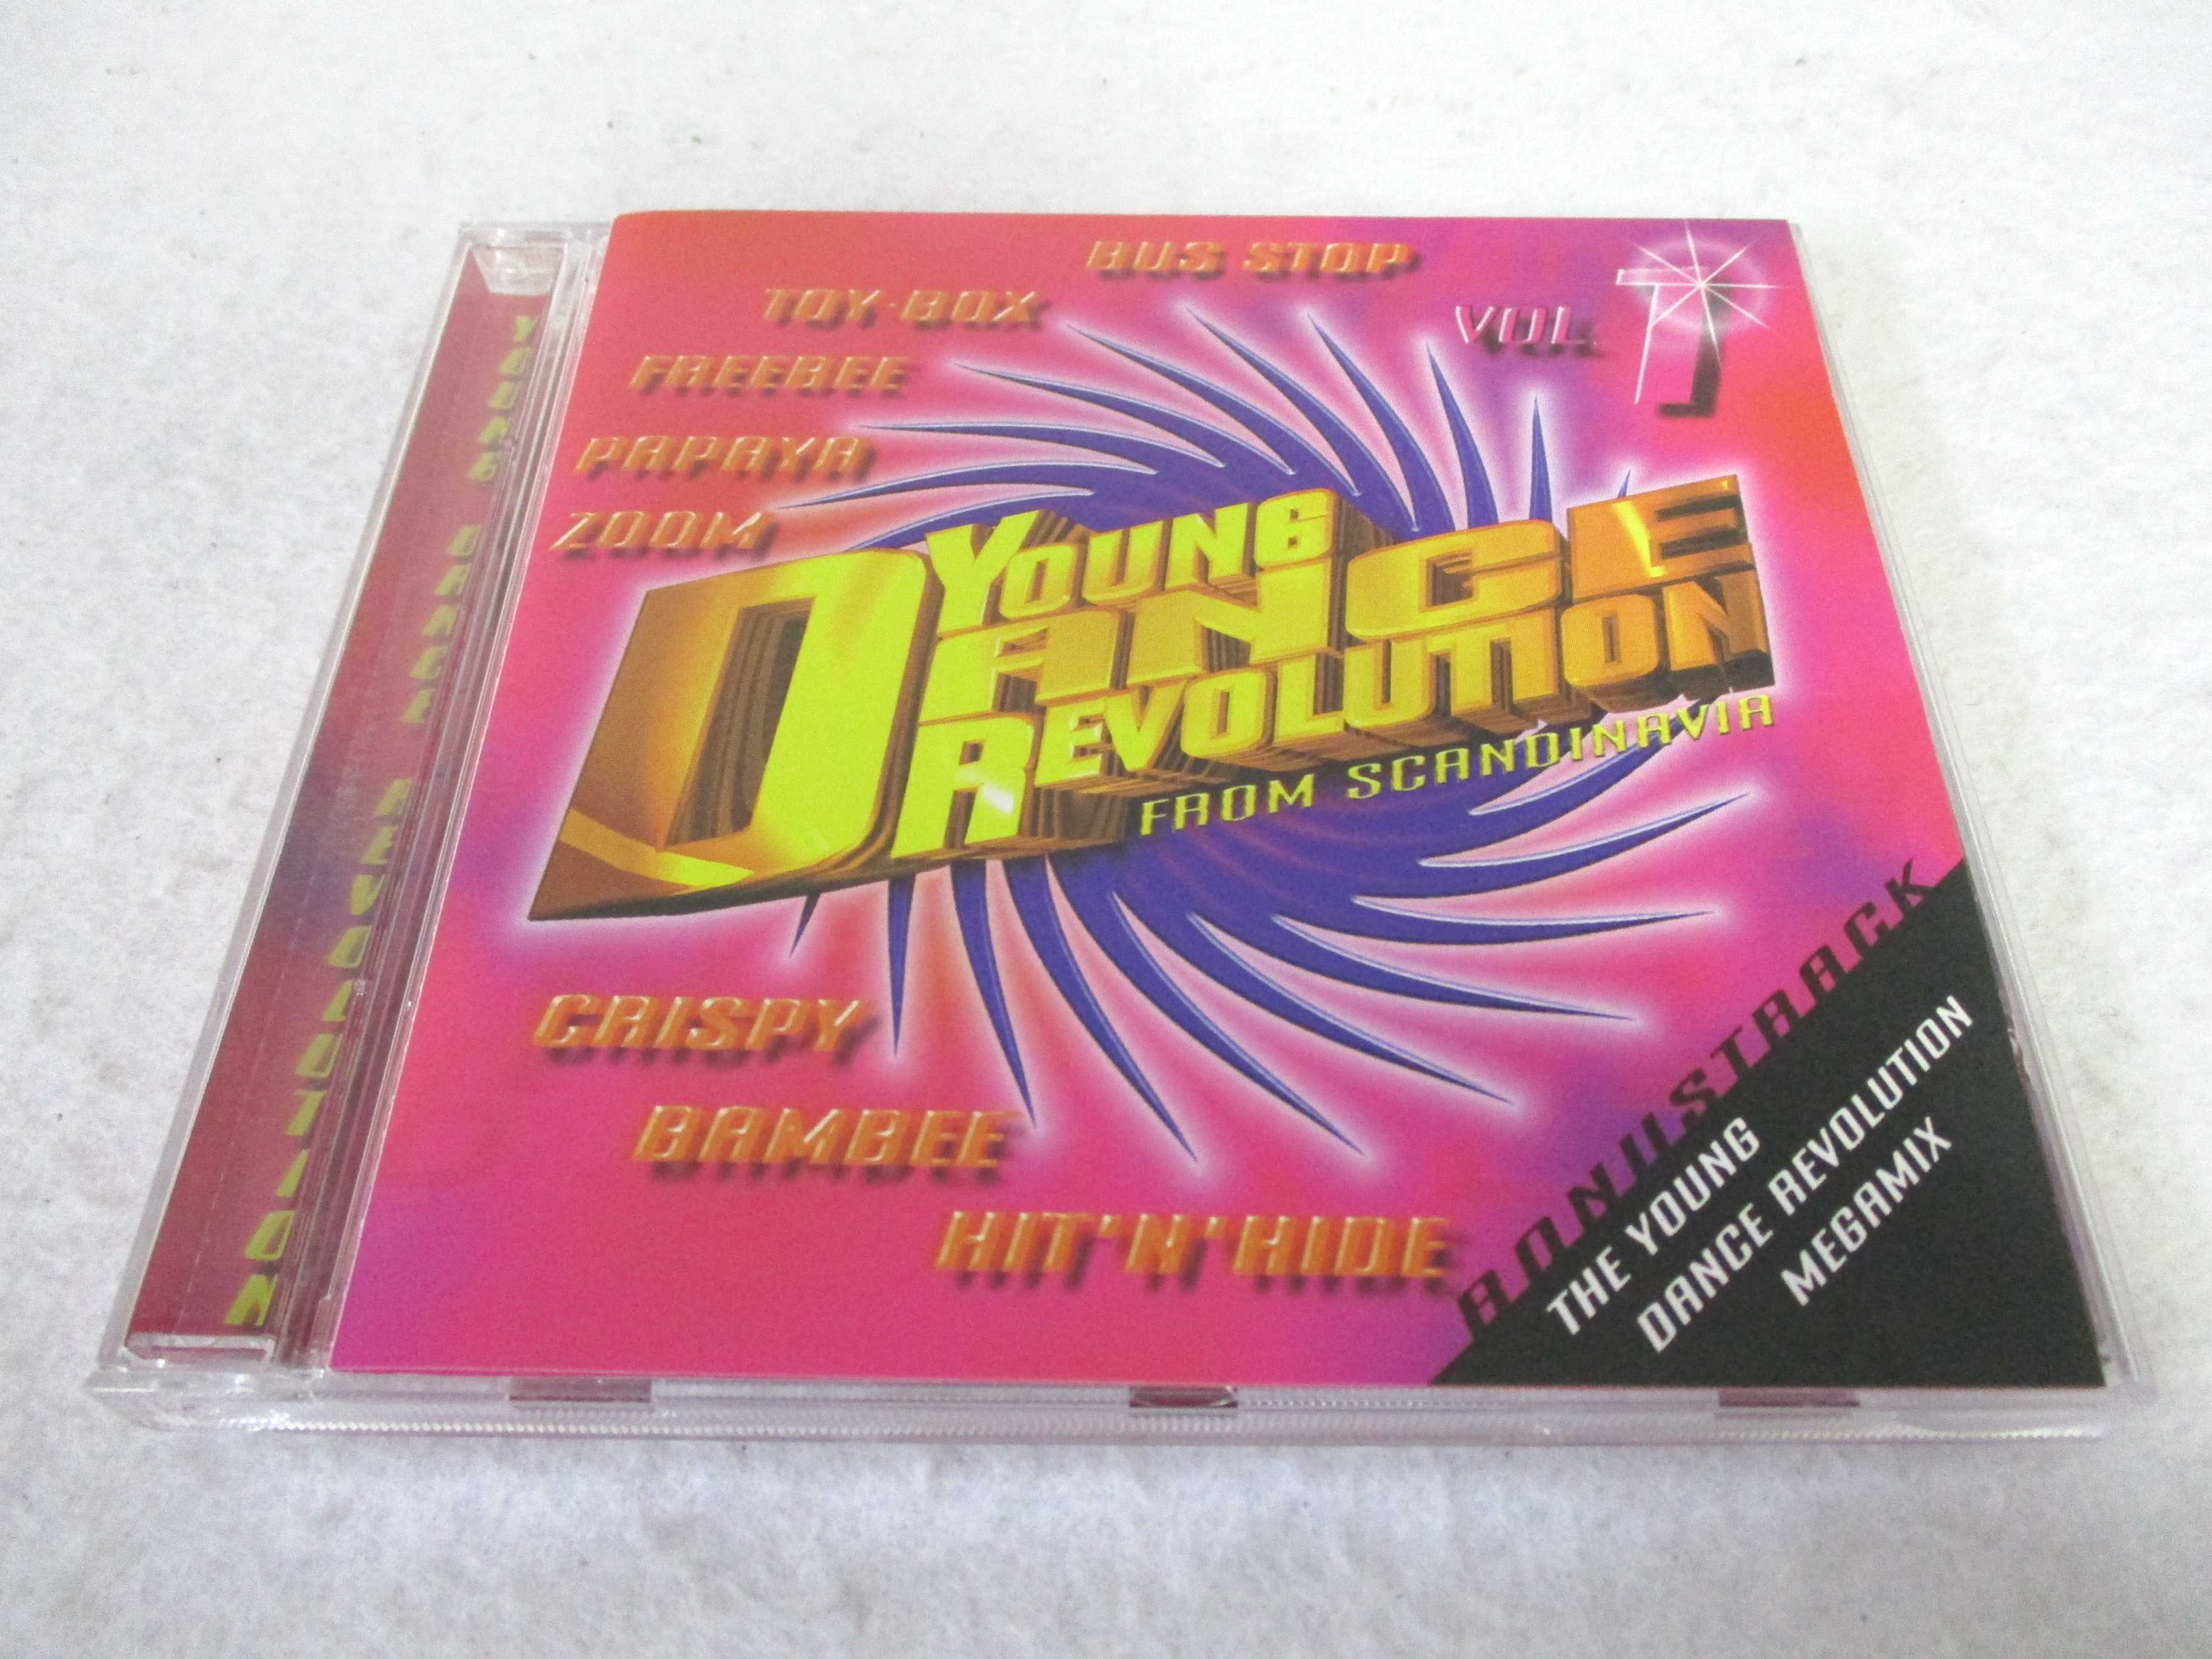 YOUNG DANCE REVOLUTION
BUS STOP
TOY-BOX
VOL. 1
FREEBEE
PAPAYA
ZOOM
YOUNG
DANCE
REVOLUTION
FROM SCANDINAVIA
CRISPY
BAMBEE
HIT'N'HIDE
BONUSTRACK
THE YOUNG
DANCE REVOLUTION
MEGAMIX